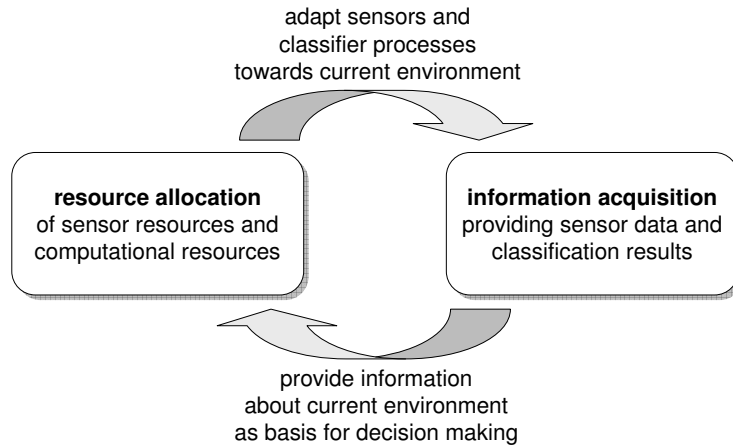 adapt sensors and
classifier processes
towards current environment
resource allocation
of sensor resources and
computational resources
information acquisition
providing sensor data and
classification results
provide information
about current environment
as basis for decision making